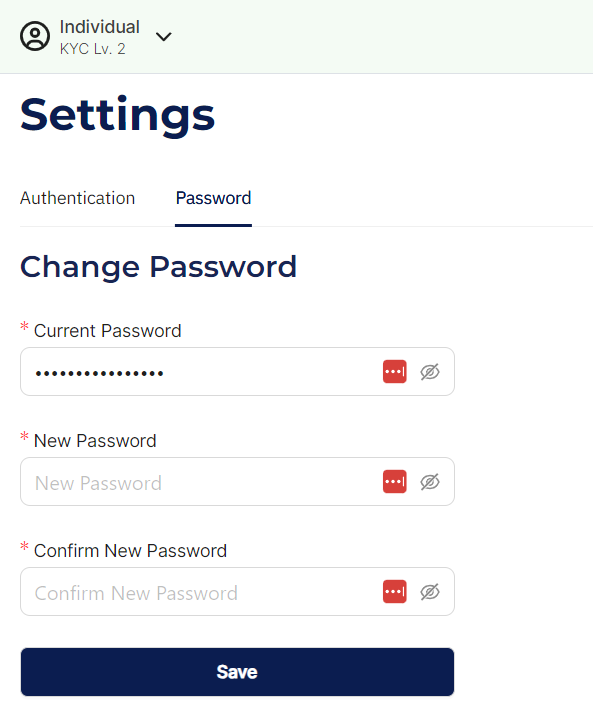 Individual
KYC Lv. 2
Settings
Authentication Password
Change Password
* Current Password
••••••••••••••••
* New Password
New Password
* Confirm New Password
Confirm New Password
Save